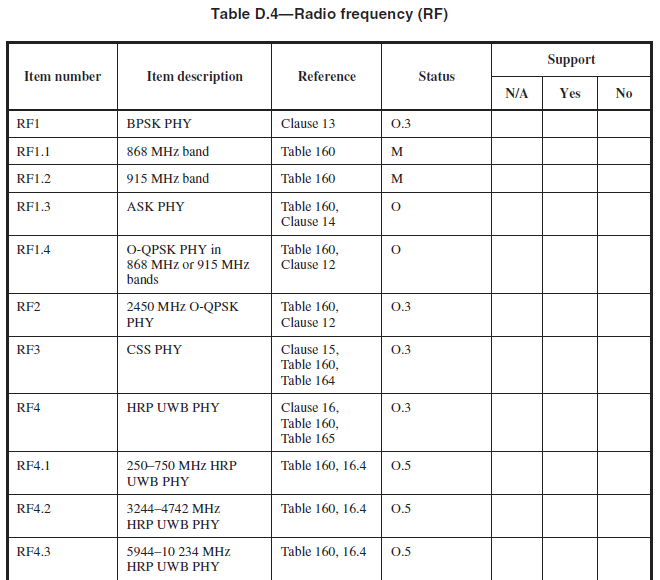 Table D.4—Radio frequency (RF)
Item number Item description Reference Status Support
N/A Yes No
RF1 BPSK PHY Clause 13 O.3
RF1.1 868 MHz band Table 160 M
RF1.2 915 MHz band Table 160 M
RF1.3 ASK PHY Table 160, O
Clause 14
RF1.4 O-QPSK PHY in Table 160, O
868 MHz or 915 MHz Clause 12
bands
RF2 2450 MHz O-QPSK Table 160, O.3
PHY Clause 12
RF3 CSS PHY Clause 15, O.3
Table 160,
Table 164
RF4 HRP UWB PHY Clause 16, O.3
Table 160,
Table 165
RF4.1 250–750 MHz HRP Table 160, 16.4 O.5
UWB PHY
RF4.2 3244–4742 MHz Table 160, 16.4 O.5
HRP UWB PHY
RF4.3 5944–10 234 MHz Table 160, 16.4 O.5
HRP UWB PHY